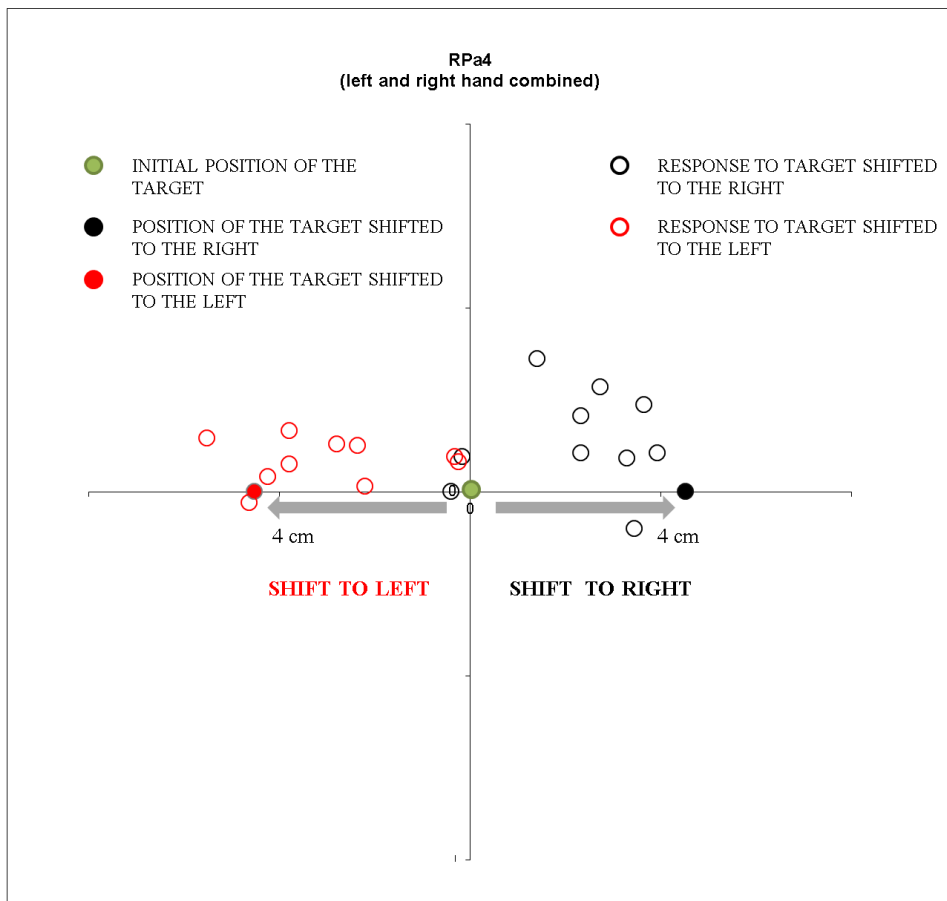 RPa4
(left and right hand combined)
INITIAL POSITION OF THE
TARGET
POSITION OF THE TARGET SHIFTED
TO THE RIGHT
POSITION OF THE TARGET SHIFTED
TO THE LEFT
RESPONSE TO TARGET SHIFTED
TO THE RIGHT
RESPONSE TO TARGET SHIFTED
TO THE LEFT
0
0
4 cm
4 cm
SHIFT TO LEFT
SHIFT TO RIGHT